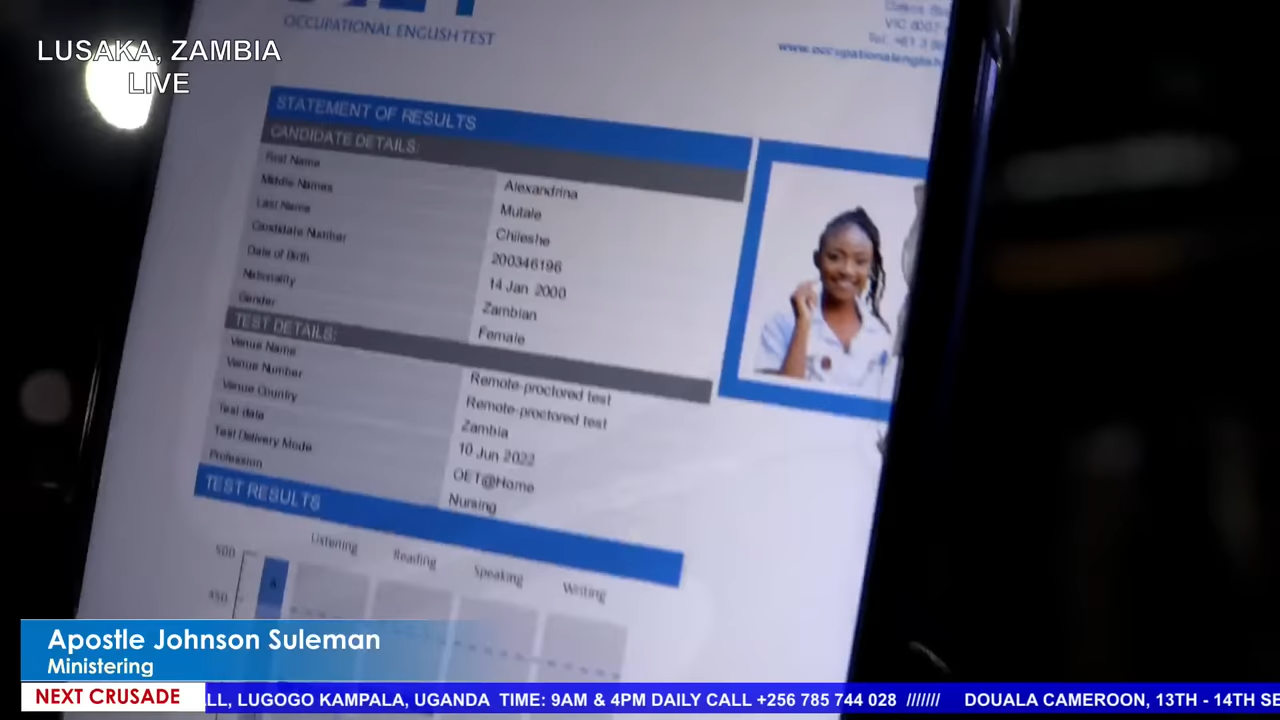 LUSAKA, ZAMBIA
LIVE
OCCUPATIONAL ENGLISH TEST
VIC 8007
www.occupationalenglish
STATEMENT OF RESULTS
CANDIDATE DETAILS:
First Name Alexandrina
Middle Names Mutale
Last Name Chileshe
Candidate Number 200346196
Date of Birth 14 Jan 2000
Nationality Zambian
Gender Female
TEST DETAILS:
Venue Name Remote-proctored test
Venue Number Remote-proctored test
Venue Country Zambia
Test date 10 Jun 2022
Test Delivery Mode OET@Home
Profession Nursing
TEST RESULTS
Listening Reading Speaking Writing
500
A
450
Apostle Johnson Suleman
Ministering
NEXT CRUSADE LL, LUGOGO KAMPALA, UGANDA TIME: 9AM & 4PM DAILY CALL +256 785 744 028 /////// DOUALA CAMEROON, 13TH - 14TH SE